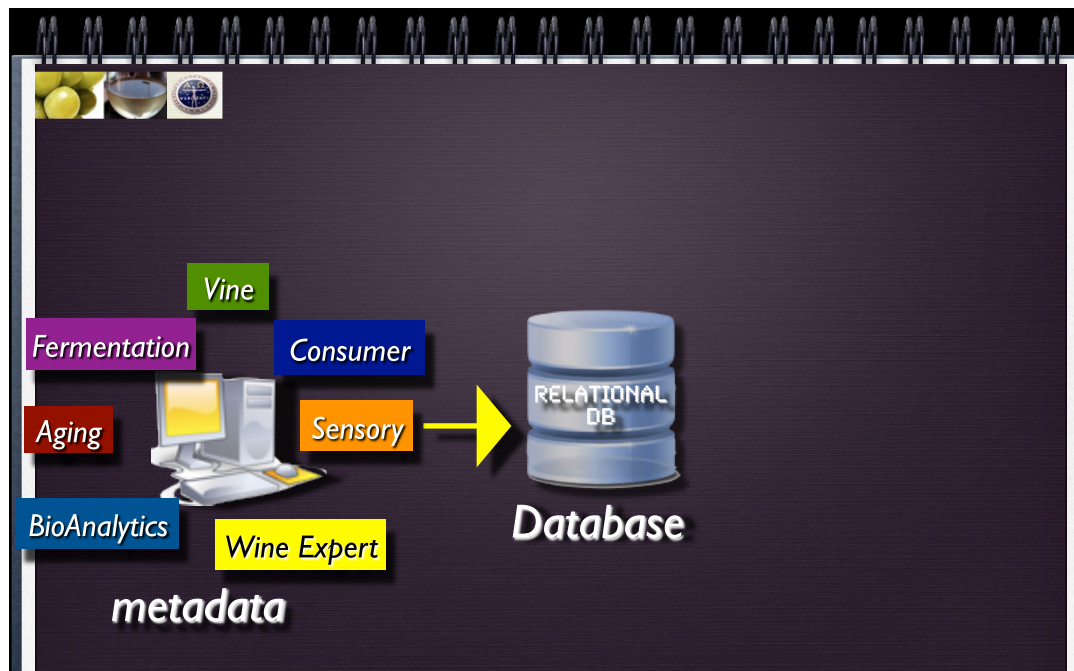 Vine
Fermentation
Consumer
Aging
Sensory
RELATIONAL
DB
BioAnalytics
Wine Expert
Database
metadata